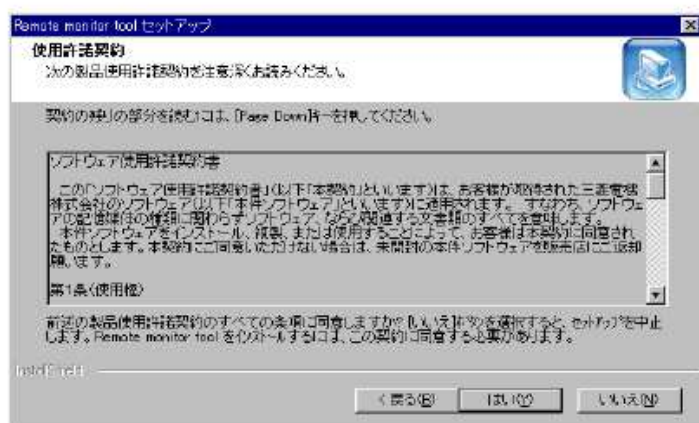 Remote monitor tool セットアップ
使用許諾契約
次の製品使用許諾契約を注意深くお読みください。
契約の残りの部分を読むには、[Page Down]キーを押してください。
ソフトウェア使用許諾契約書
この「ソフトウェア使用許諾契約書」(以下「本契約」といいます)は、お客様が取得された三菱電機
株式会社のソフトウェア(以下「本件ソフトウェア」といいます)に適用されます。 すなわち、ソフトウェ
アの記憶媒体の種類に関わらずソフトウェア、ならびに関連する文書類のすべてを意味します。
本件ソフトウェアをインストール、複製、または使用することによって、お客様は本契約に同意され
たものとします。本契約にご同意いただけない場合は、未開封の本件ソフトウェアを販売店にご返却
願います。
第1条(使用権)
前述の製品使用許諾契約のすべての条項に同意しますか?[いいえ]ボタンを選択すると、セットアップを中止
します。Remote monitor tool をインストールするには、この契約に同意する必要があります。
InstallShield
< 戻る(B)
はい(Y)
いいえ(N)